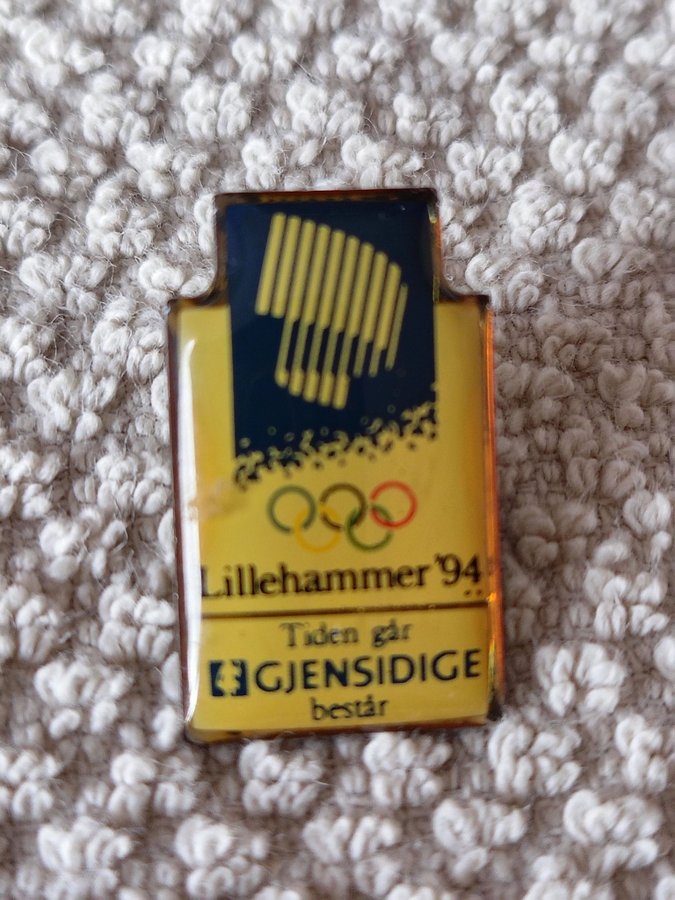 Lillehammer '94
Tiden går
GJENSIDIGE
består